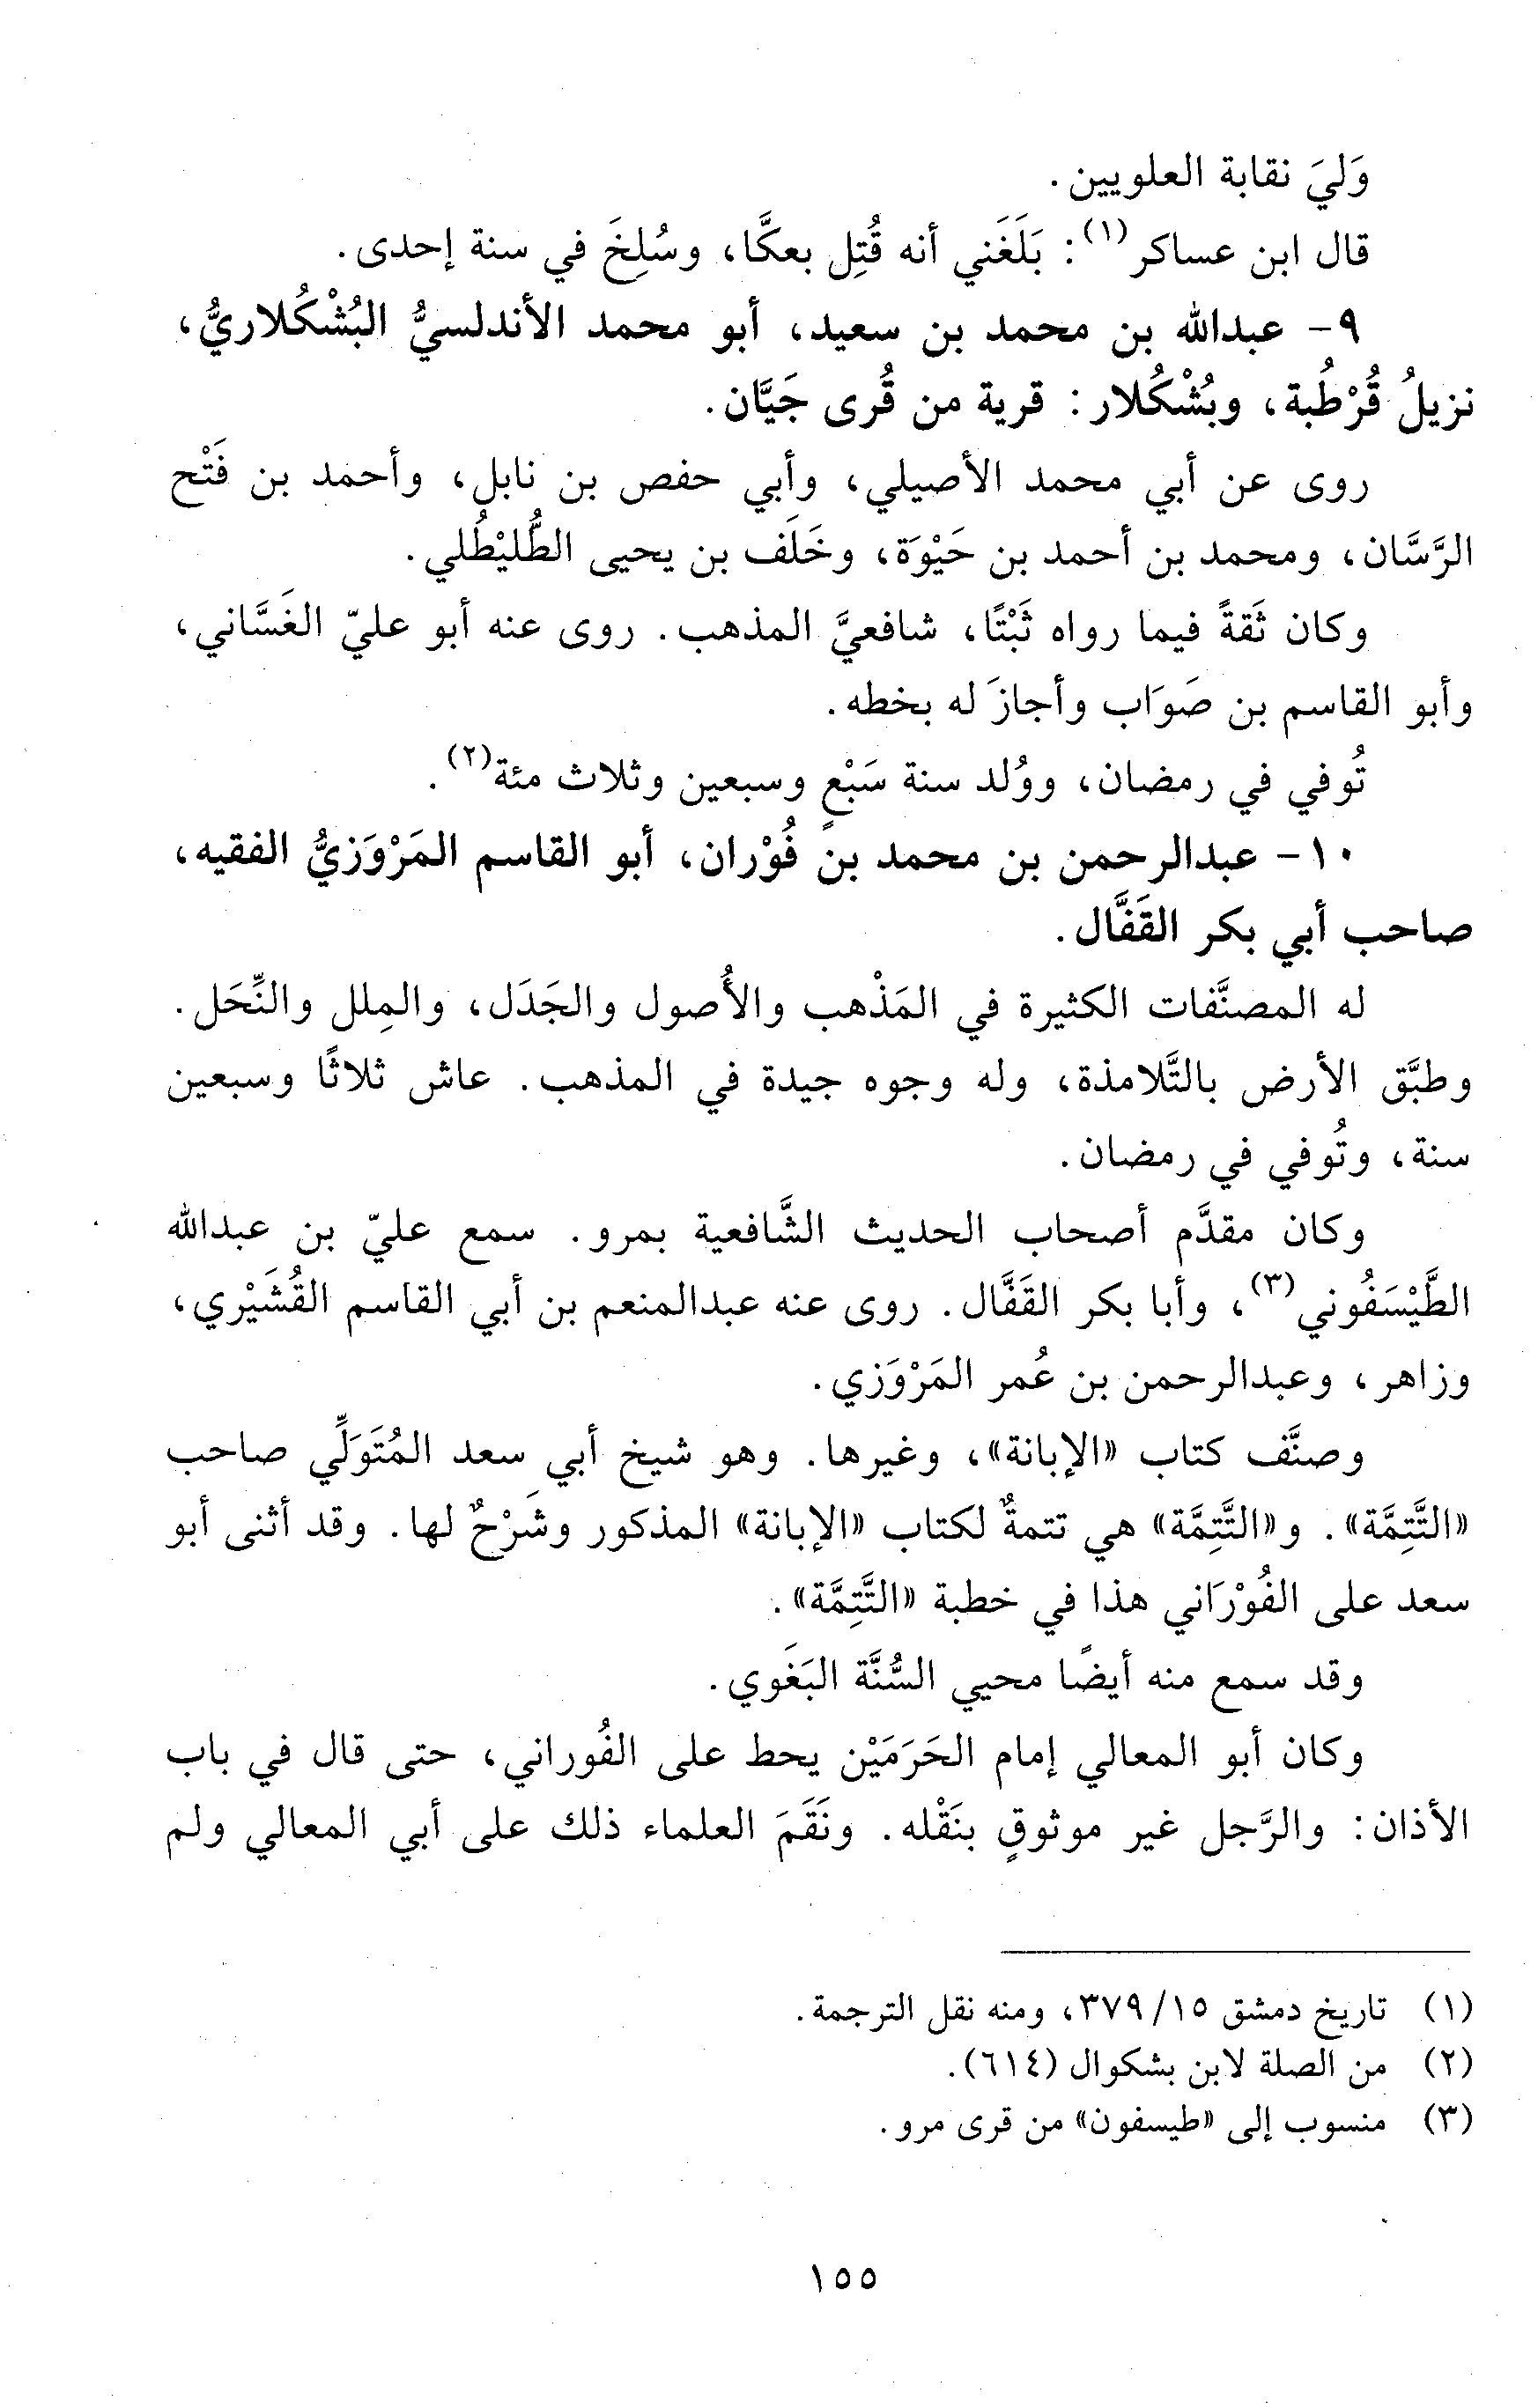 وَليَ نقابة العلويين.
قال ابن عساكر(١): بَلَغَني أنه قُتِل بعكَّا، وسُلِخَ في سنة إحدى.
٩- عبدالله بن محمد بن سعيد، أبو محمد الأندلسيُّ البُشْكُلاريُّ،
نزيلُ قُرْطُبة، وبُشْكُلار: قرية من قُرى جَيَّان.
روى عن أبي محمد الأصيلي، وأبي حفص بن نابل، وأحمد بن فَتْح
الرَّسَّان، ومحمد بن أحمد بن حَيْوَة، وخَلَف بن يحيى الطُّليْطُلي.
وكان ثَقةً فيما رواه ثَبْتًا، شافعيَّ المذهب. روى عنه أبو عليّ الغَسَّاني،
وأبو القاسم بن صَوَاب وأجازَ له بخطه.
تُوفي في رمضان، ووُلد سنة سَبْعٍ وسبعين وثلاث مئة(٢).
١٠- عبدالرحمن بن محمد بن فُوْران، أبو القاسم المَرْوَزيُّ الفقيه،
صاحب أبي بكر القَفَّال.
له المصنَّفات الكثيرة في المَذْهب والأُصول والجَدَل، والمِلل والنِّحَل.
وطبَّق الأرض بالتَّلامذة، وله وجوه جيدة في المذهب. عاش ثلاثًا وسبعين
سنة، وتُوفي في رمضان.
وكان مقدَّم أصحاب الحديث الشَّافعية بمرو. سمع عليّ بن عبدالله
الطَّيْسَفُوني(٣)، وأبا بكر القَفَّال. روى عنه عبدالمنعم بن أبي القاسم القُشَيْري،
وزاهر، وعبدالرحمن بن عُمر المَرْوَزي.
وصنَّف كتاب «الإبانة»، وغيرها. وهو شيخ أبي سعد المُتَوَلِّي صاحب
«التَّتِمَّة». و«التَّتِمَّة» هي تتمةٌ لكتاب «الإبانة» المذكور وشَرْحٌ لها. وقد أثنى أبو
سعد على الفُوْرَاني هذا في خطبة «التَّتِمَّة».
وقد سمع منه أيضًا محيي السُّنَّة البَغَوي.
وكان أبو المعالي إمام الحَرَمَيْن يحط على الفُوراني، حتى قال في باب
الأذان: والرَّجل غير موثوقٍ بنَقْله. ونَقَمَ العلماء ذلك على أبي المعالي ولم
(١) تاريخ دمشق ١٥/ ٣٧٩، ومنه نقل الترجمة.
(٢) من الصلة لابن بشكوال (٦١٤).
(٣) منسوب إلى «طيسفون» من قرى مرو.
١٥٥